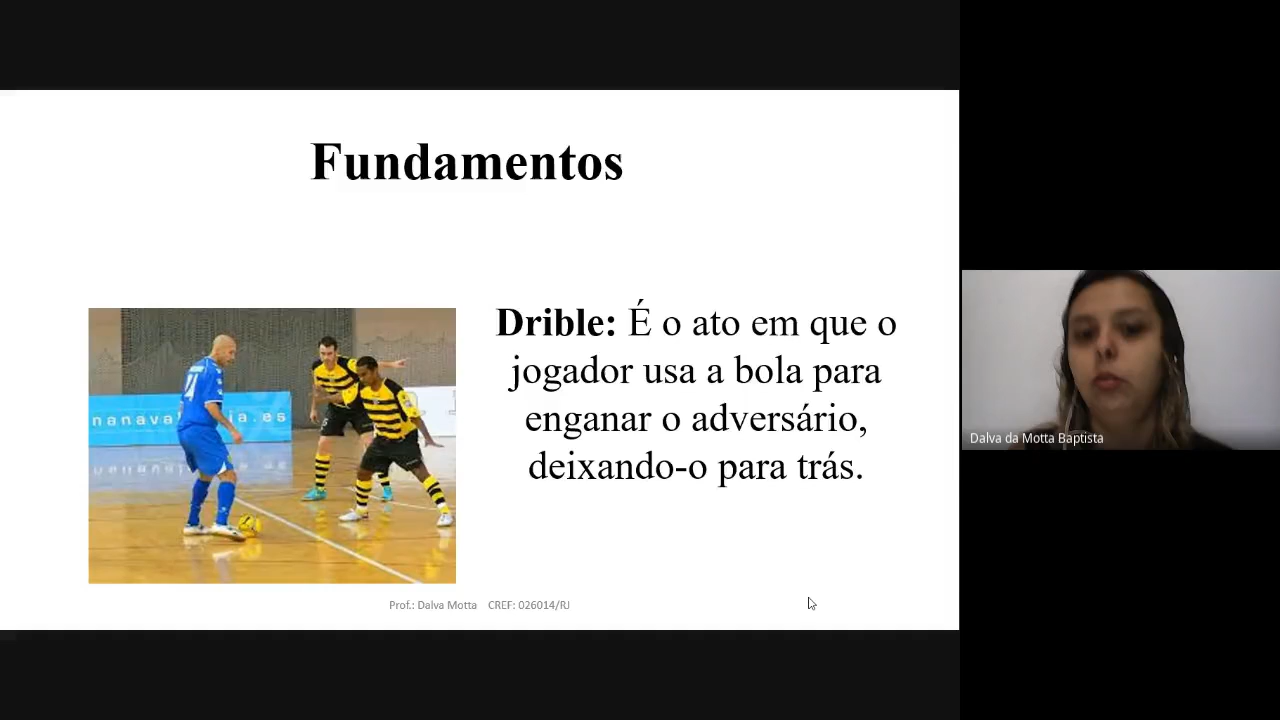 Fundamentos
Drible: É o ato em que o
jogador usa a bola para
enganar o adversário,
deixando-o para trás.
Prof.: Dalva Motta CREF: 026014/RJ
Dalva da Motta Baptista